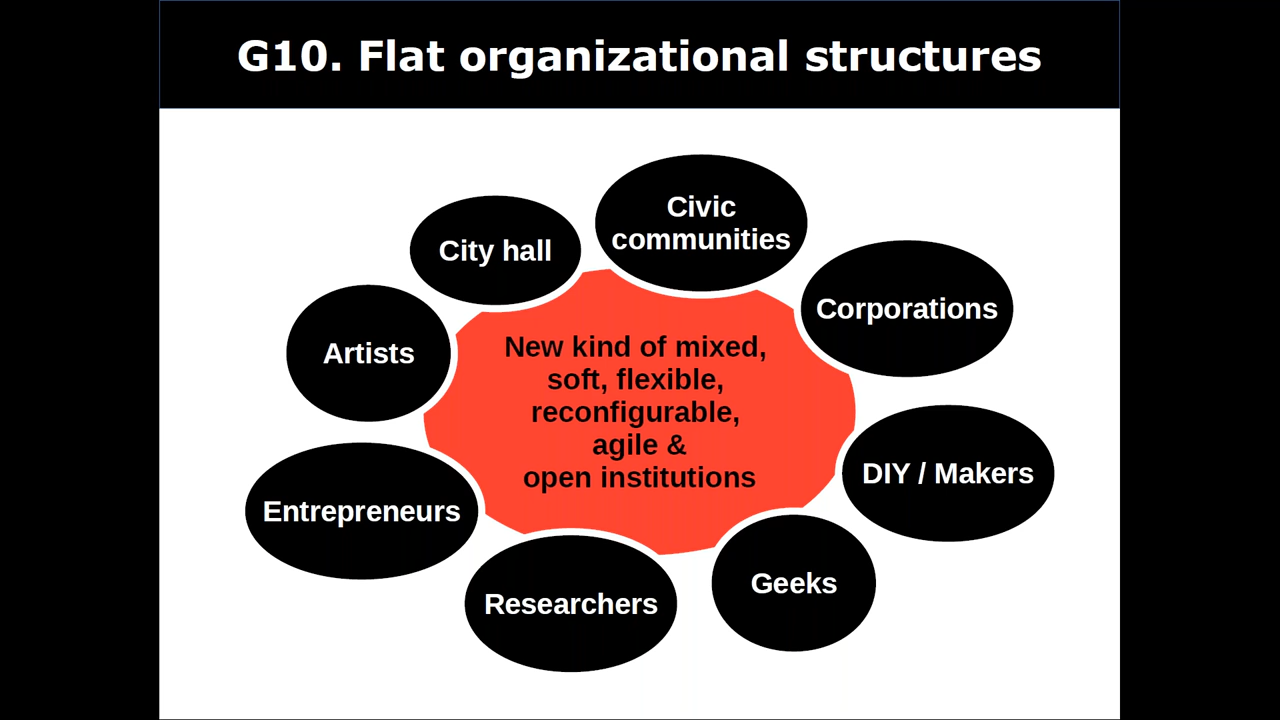 G10. Flat organizational structures
Civic
communities
City hall
Corporations
Artists
New kind of mixed,
soft, flexible,
reconfigurable,
agile &
open institutions
DIY / Makers
Entrepreneurs
Geeks
Researchers